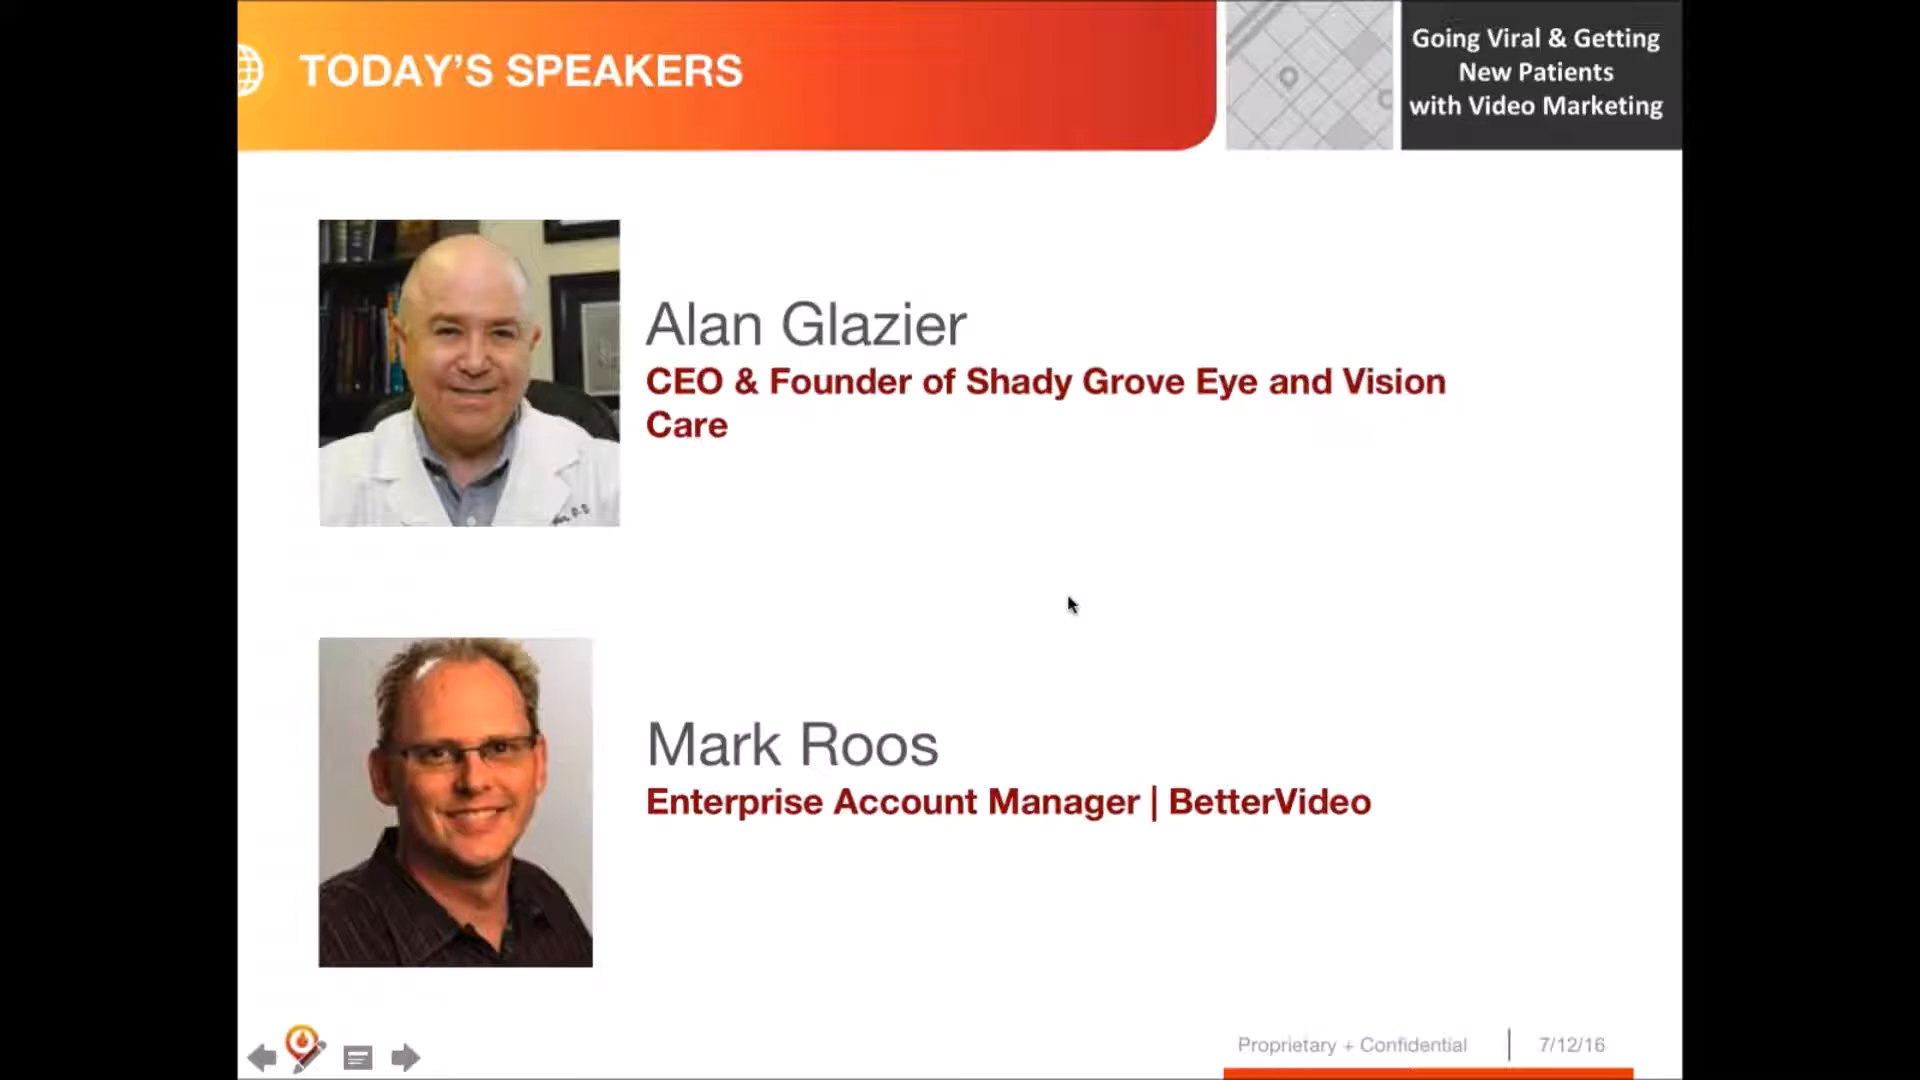 TODAY'S SPEAKERS
Going Viral & Getting
New Patients
with Video Marketing
Alan Glazier
CEO & Founder of Shady Grove Eye and Vision
Care
Mark Roos
Enterprise Account Manager | BetterVideo
Proprietary + Confidential
7/12/16